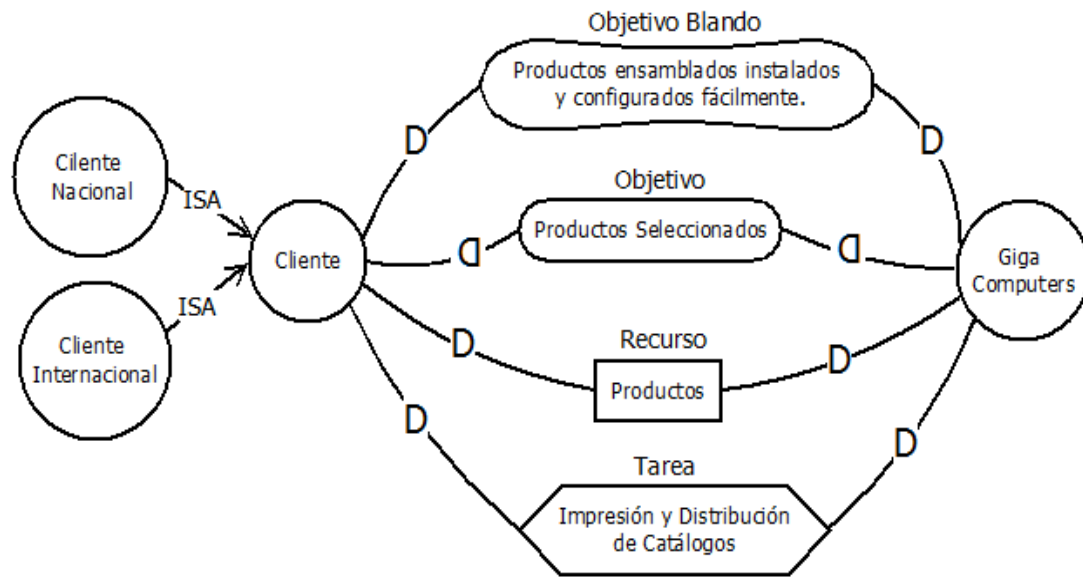 Objetivo Blando
Productos ensamblados instalados
y configurados fácilmente.
D
D
Cilente
Nacional
ISA
Objetivo
Productos Seleccionados
D
D
Cliente
Giga
Computers
ISA
Cliente
Internacional
Recurso
Productos
D
D
Tarea
Impresión y Distribución
de Catálogos
D
D